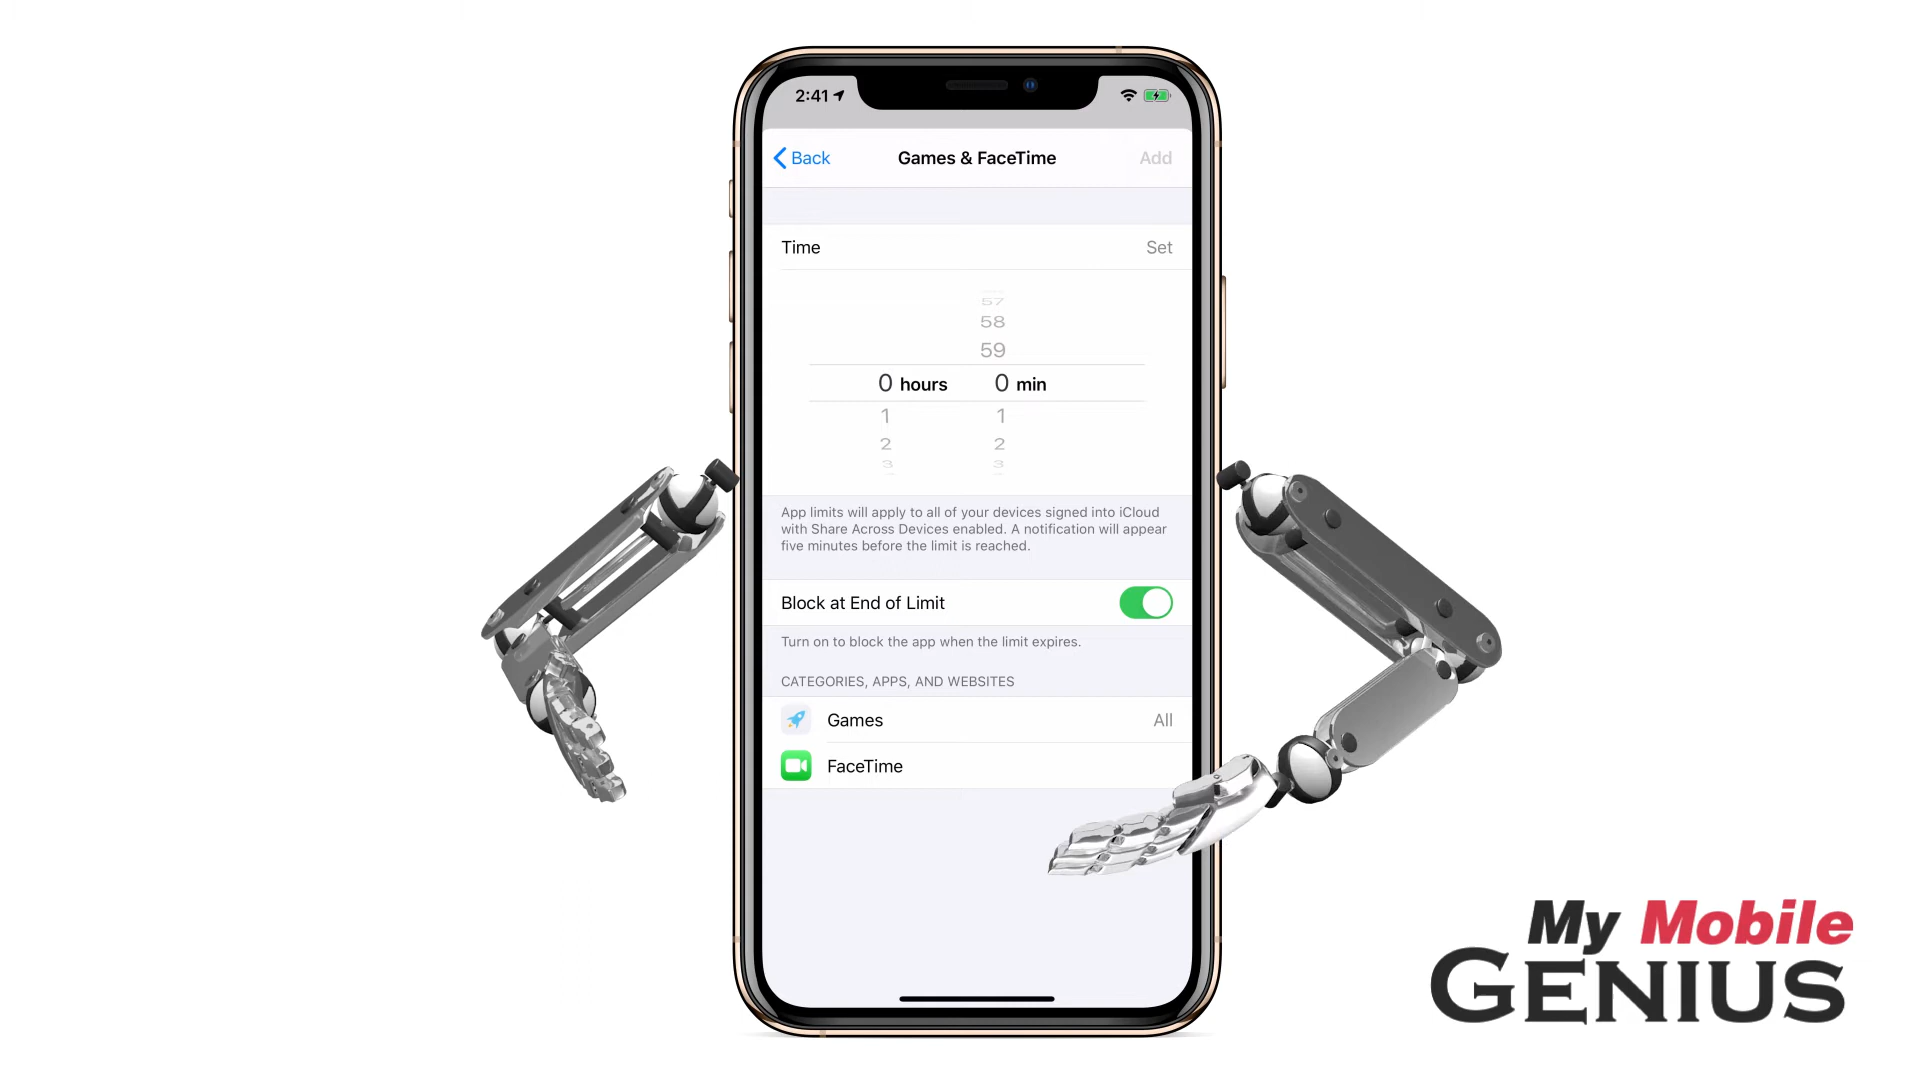 2:41
Back Games & FaceTime Add
Time Set
57
58
59
0 hours 0 min
1 1
2 2
3 3
App limits will apply to all of your devices signed into iCloud
with Share Across Devices enabled. A notification will appear
five minutes before the limit is reached.
Block at End of Limit
Turn on to block the app when the limit expires.
CATEGORIES, APPS, AND WEBSITES
Games All
FaceTime
My Mobile
GENIUS